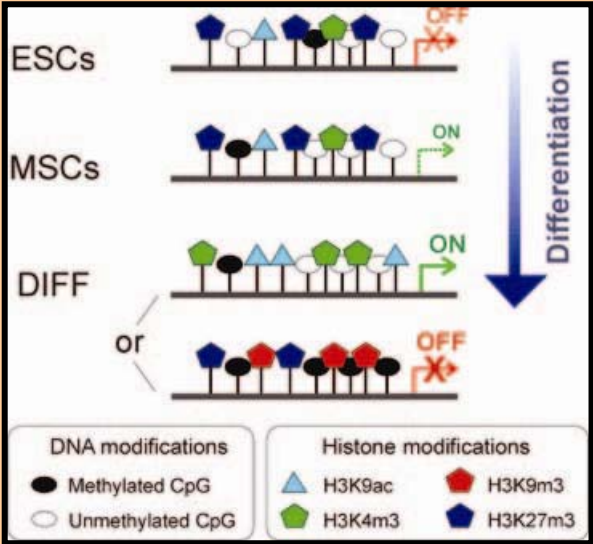 OFF
ESCs
ON
MSCs
Differentiation
ON
DIFF
or
OFF
DNA modifications
Methylated CpG
Unmethylated CpG
Histone modifications
H3K9ac
H3K9m3
H3K4m3
H3K27m3